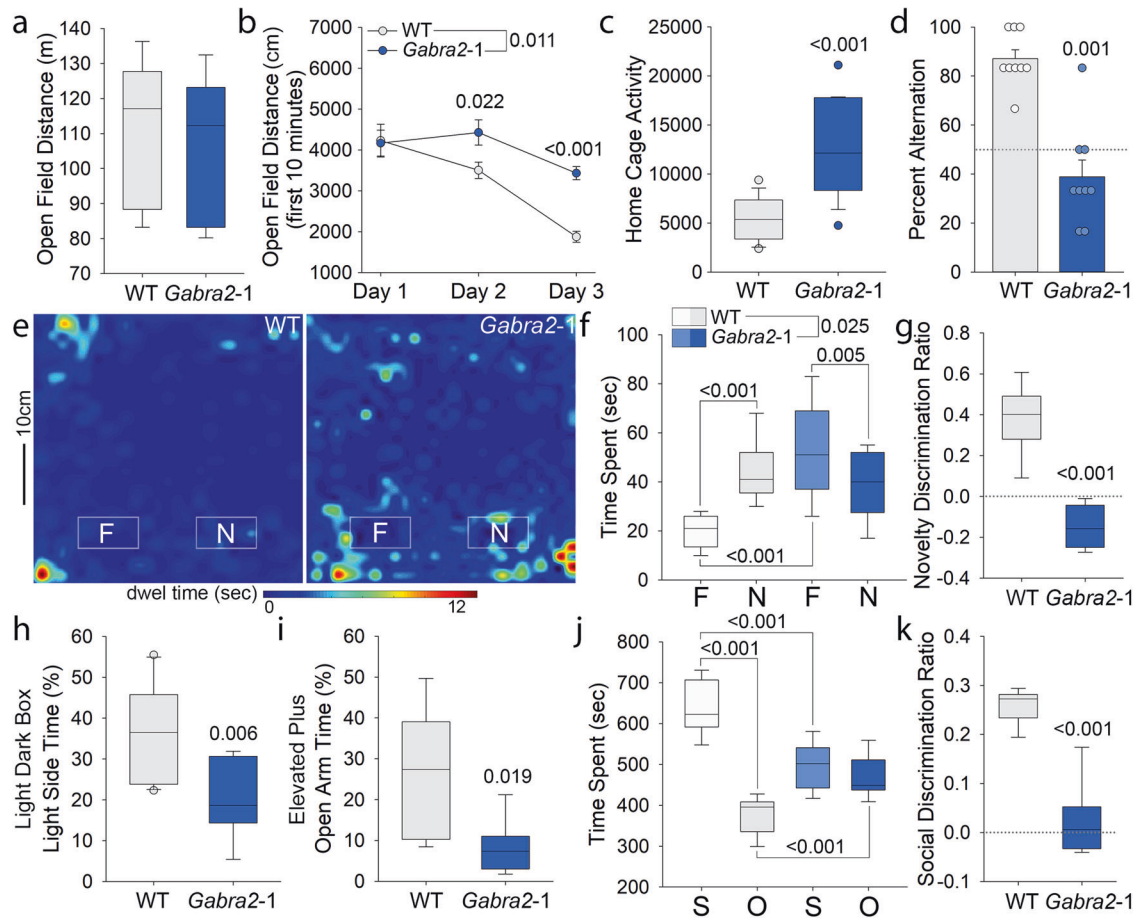 a
Open Field Distance (m)
140
130
120
110
100
90
80
70
WT Gabra2-1
b
Open Field Distance (cm)
(first 10 minutes)
7000
6000
5000
4000
3000
2000
1000
WT
Gabra2-1
0.011
0.022
<0.001
Day 1 Day 2 Day 3
c
Home Cage Activity
25000
20000
15000
10000
5000
0
<0.001
WT Gabra2-1
d
Percent Alternation
100
80
60
40
20
0
0.001
WT Gabra2-1
e
10cm
WT
F
N
Gabra2-1
F
N
dwel time (sec)
0 12
f
Time Spent (sec)
100
80
60
40
20
0
WT
Gabra2-1
0.025
0.005
<0.001
<0.001
F N F N
g
Novelty Discrimination Ratio
0.8
0.6
0.4
0.2
0.0
-0.2
-0.4
<0.001
WT Gabra2-1
h
Light Dark Box
Light Side Time (%)
60
50
40
30
20
10
0
0.006
WT Gabra2-1
i
Elevated Plus
Open Arm Time (%)
60
50
40
30
20
10
0
0.019
WT Gabra2-1
j
Time Spent (sec)
800
700
600
500
400
300
200
<0.001
<0.001
<0.001
S O S O
k
Social Discrimination Ratio
0.4
0.3
0.2
0.1
0.0
-0.1
<0.001
WT Gabra2-1